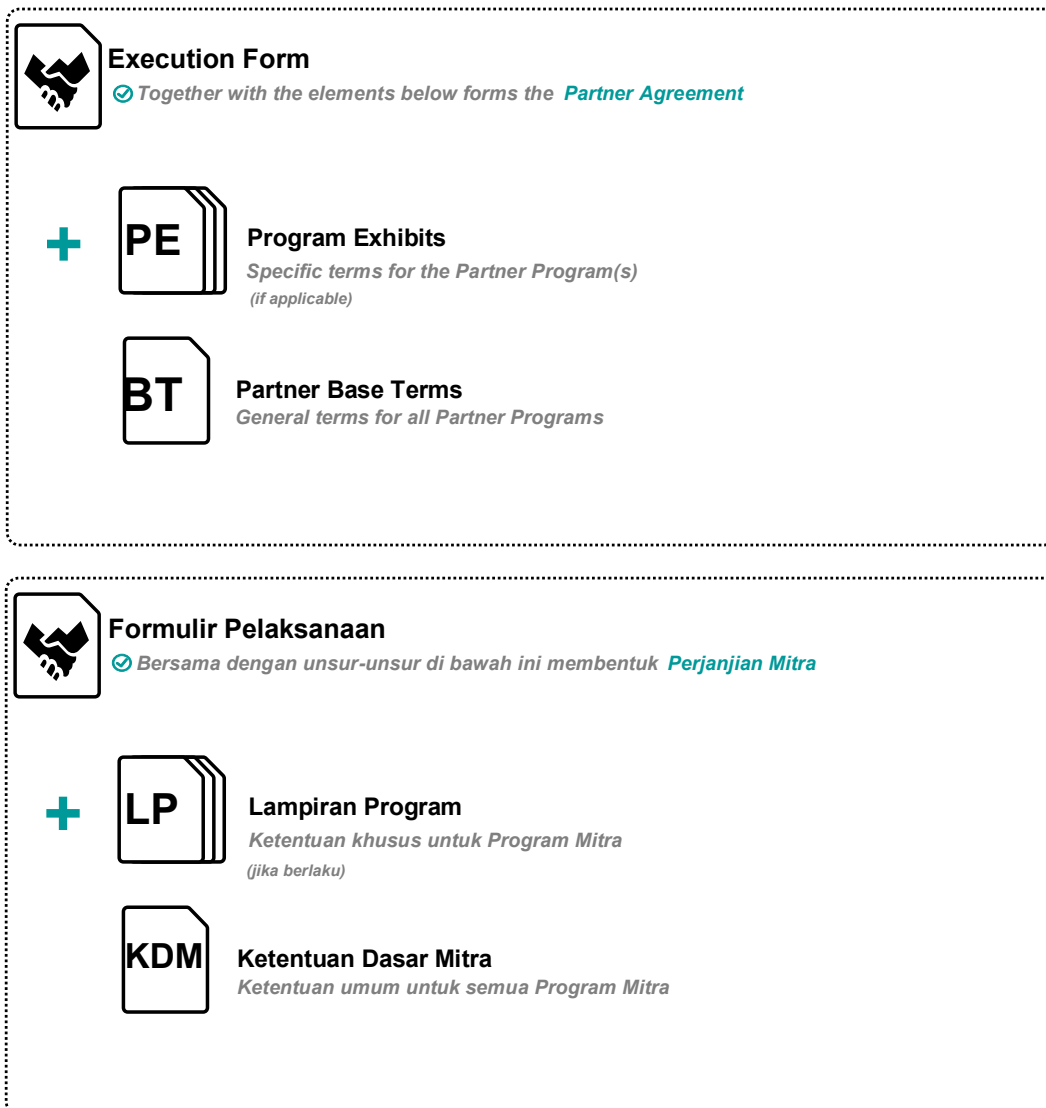 Execution Form
Together with the elements below forms the Partner Agreement
PE
Program Exhibits
Specific terms for the Partner Program(s)
(if applicable)
BT
Partner Base Terms
General terms for all Partner Programs
Formulir Pelaksanaan
Bersama dengan unsur-unsur di bawah ini membentuk Perjanjian Mitra
LP
Lampiran Program
Ketentuan khusus untuk Program Mitra
(jika berlaku)
KDM
Ketentuan Dasar Mitra
Ketentuan umum untuk semua Program Mitra